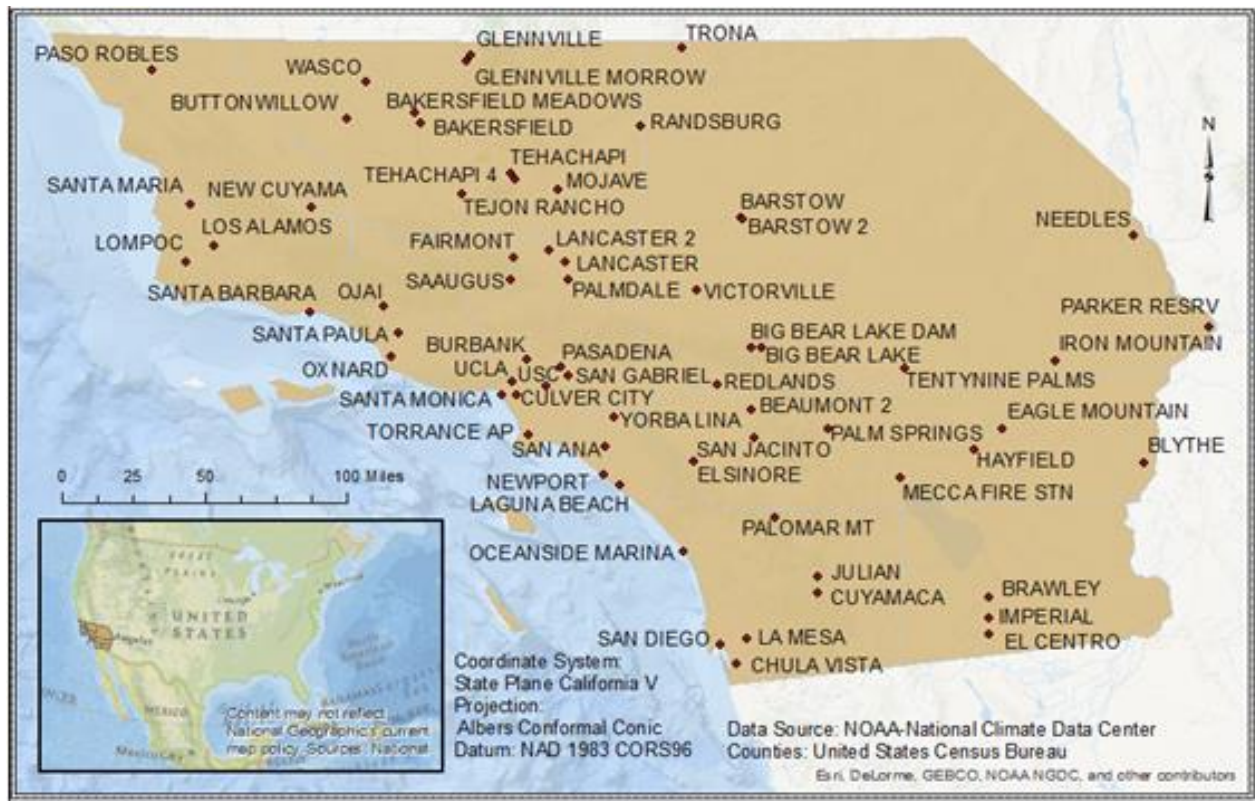 GLENNVILLE
TRONA
PASO ROBLES
WASCO
GLENNVILLE MORROW
BUTTONWILLOW
BAKERSFIELD MEADOWS
BAKERSFIELD
RANDSBURG
N
TEHACHAPI
TEHACHAPI 4
MOJAVE
SANTA MARIA
NEW CUYAMA
TEJON RANCHO
BARSTOW
BARSTOW 2
NEEDLES
LOS ALAMOS
LOMPOC
FAIRMONT
LANCASTER 2
LANCASTER
SAAUGUS
PALMDALE
VICTORVILLE
SANTA BARBARA
OJAI
PARKER RESRV
SANTA PAULA
BIG BEAR LAKE DAM
BURBANK
PASADENA
BIG BEAR LAKE
IRON MOUNTAIN
OXNARD
UCLA
USC
SAN GABRIEL
REDLANDS
TENTYNINE PALMS
SANTA MONICA
CULVER CITY
BEAUMONT 2
EAGLE MOUNTAIN
YORBA LINA
TORRANCE AP
PALM SPRINGS
SAN ANA
SAN JACINTO
HAYFIELD
BLYTHE
ELSINORE
NEWPORT
MECCA FIRE STN
LAGUNA BEACH
0 25 50 100 Miles
PALOMAR MT
OCEANSIDE MARINA
JULIAN
CUYAMACA
BRAWLEY
IMPERIAL
EL CENTRO
SAN DIEGO
LA MESA
CHULA VISTA
GREAT
PLAINS
UNITED
STATES
Angeles
MEXICO
Content may not reflect
National Geographic's current
map policy. Sources: National
Coordinate System:
State Plane California V
Projection:
Albers Conformal Conic
Datum: NAD 1983 CORS96
Data Source: NOAA-National Climate Data Center
Counties: United States Census Bureau
Esri, DeLorme, GEBCO, NOAA NGDC, and other contributors